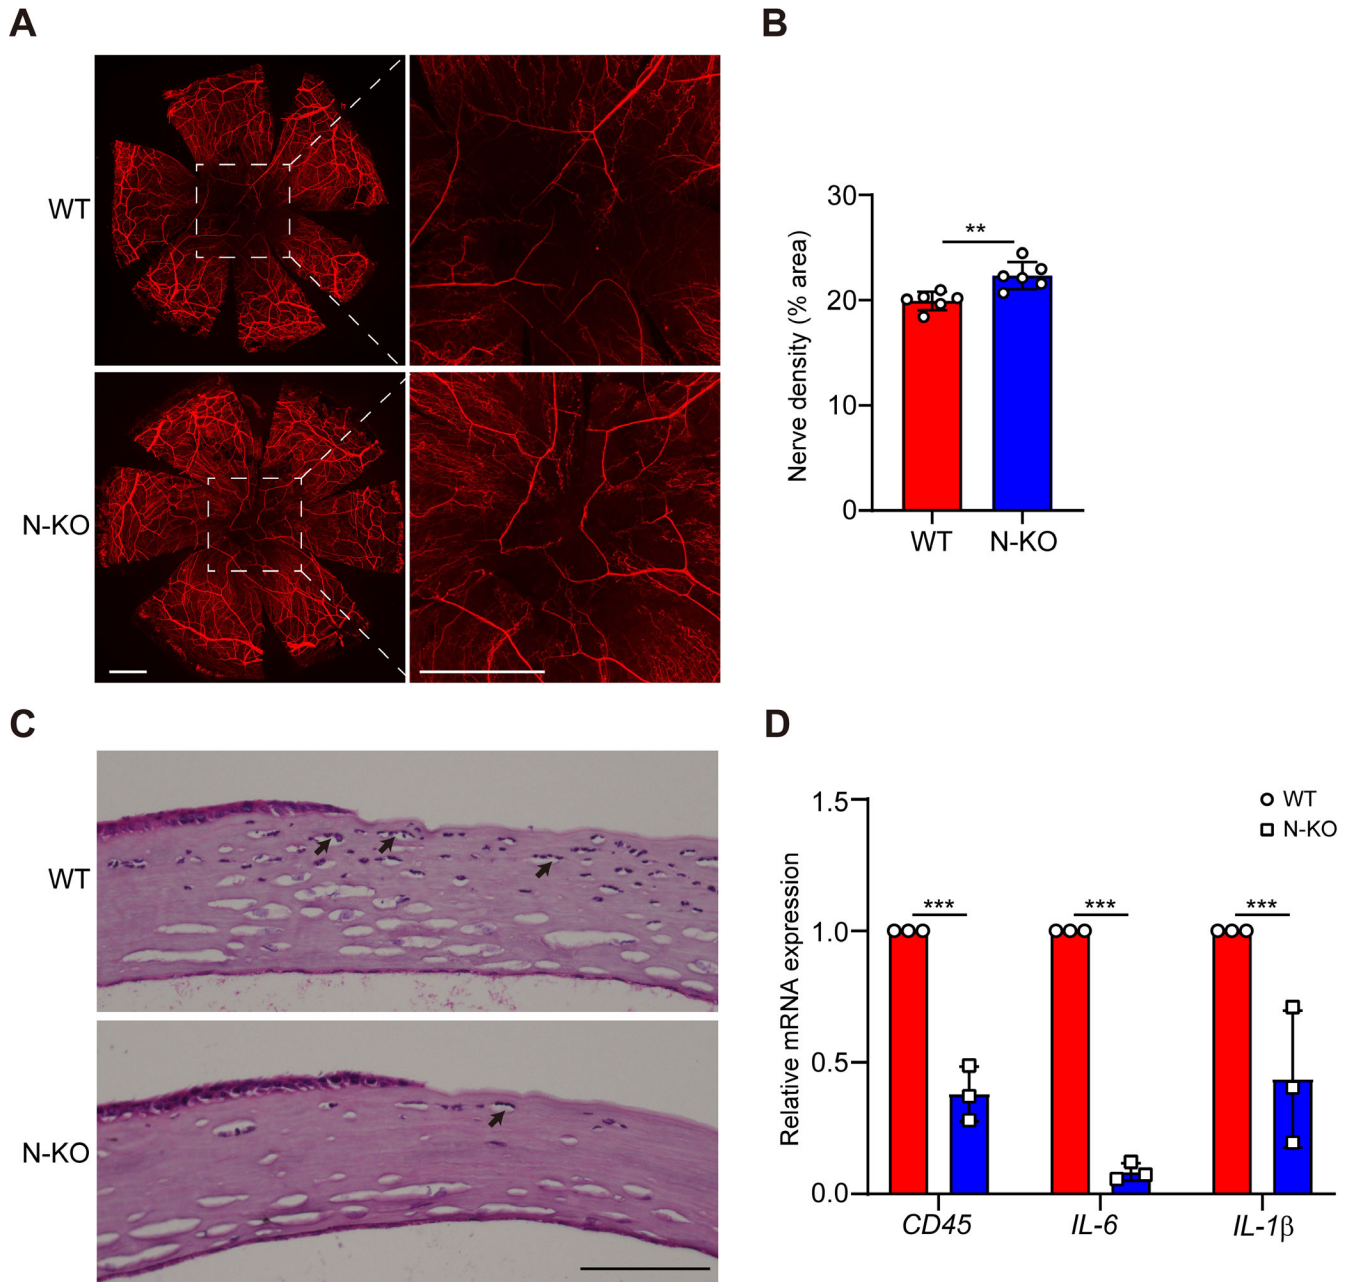 A
WT
N-KO
B
Nerve density (% area)
30
20
10
0
**
WT
N-KO
C
WT
N-KO
D
Relative mRNA expression
1.5
1.0
0.5
0.0
WT
N-KO
***
***
***
CD45
IL-6
IL-1β